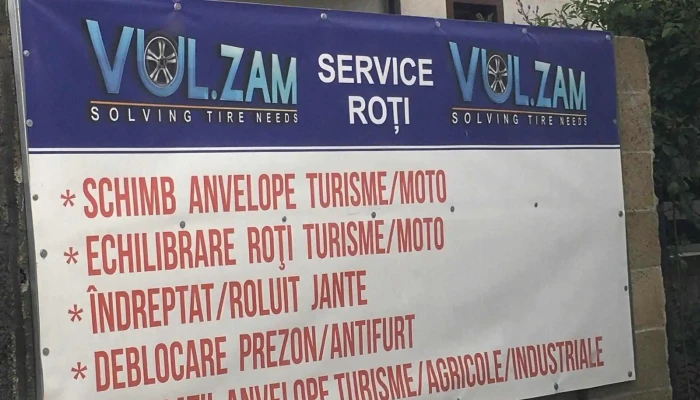 VUL.ZAM
SOLVING TIRE NEEDS
SERVICE
ROȚI
VUL.ZAM
SOLVING TIRE NEEDS
* SCHIMB ANVELOPE TURISME/MOTO
* ECHILIBRARE ROŢI TURISME/MOTO
* ÎNDREPTAT/ROLUIT JANTE
* DEBLOCARE PREZON/ANTIFURT
* ANVELOPE TURISME/AGRICOLE/INDUSTRIALE